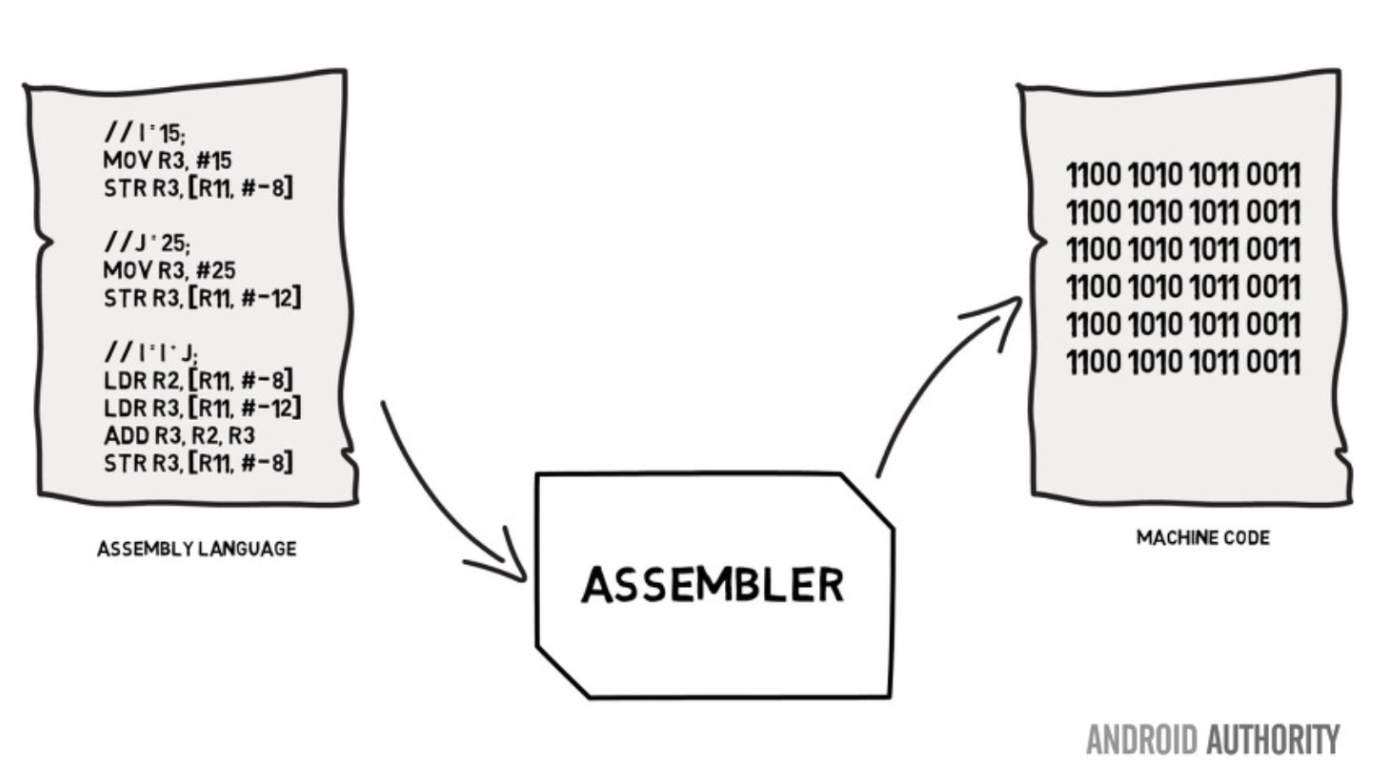 //I=15;
MOV R3, #15
STR R3, [R11, #-8]
//J=25;
MOV R3, #25
STR R3, [R11, #-12]
//I=I+J;
LDR R2, [R11, #-8]
LDR R3, [R11, #-12]
ADD R3, R2, R3
STR R3, [R11, #-8]
ASSEMBLY LANGUAGE
ASSEMBLER
1100 1010 1011 0011
1100 1010 1011 0011
1100 1010 1011 0011
1100 1010 1011 0011
1100 1010 1011 0011
1100 1010 1011 0011
MACHINE CODE
ANDROID AUTHORITY